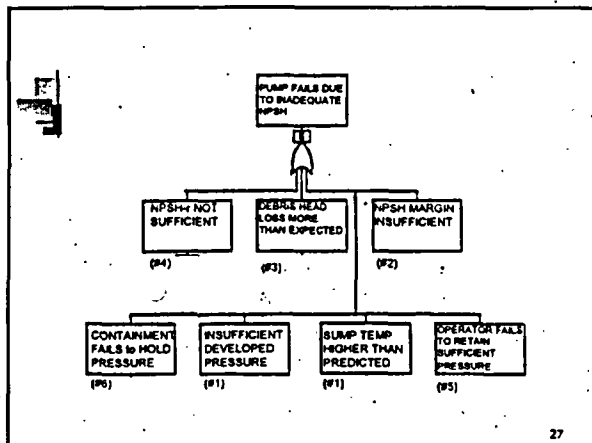 PUMP FAILS DUE
TO INADEQUATE
NPSH
NPSH-r NOT
SUFFICIENT
(#4)
DEBRIS HEAD
LOSS MORE
THAN EXPECTED
(#3)
NPSH MARGIN
INSUFFICIENT
(#2)
CONTAINMENT
FAILS to HOLD
PRESSURE
(#6)
INSUFFICIENT
DEVELOPED
PRESSURE
(#1)
SUMP TEMP
HIGHER THAN
PREDICTED
(#1)
OPERATOR FAILS
TO RETAIN
SUFFICIENT
PRESSURE
(#5)
27